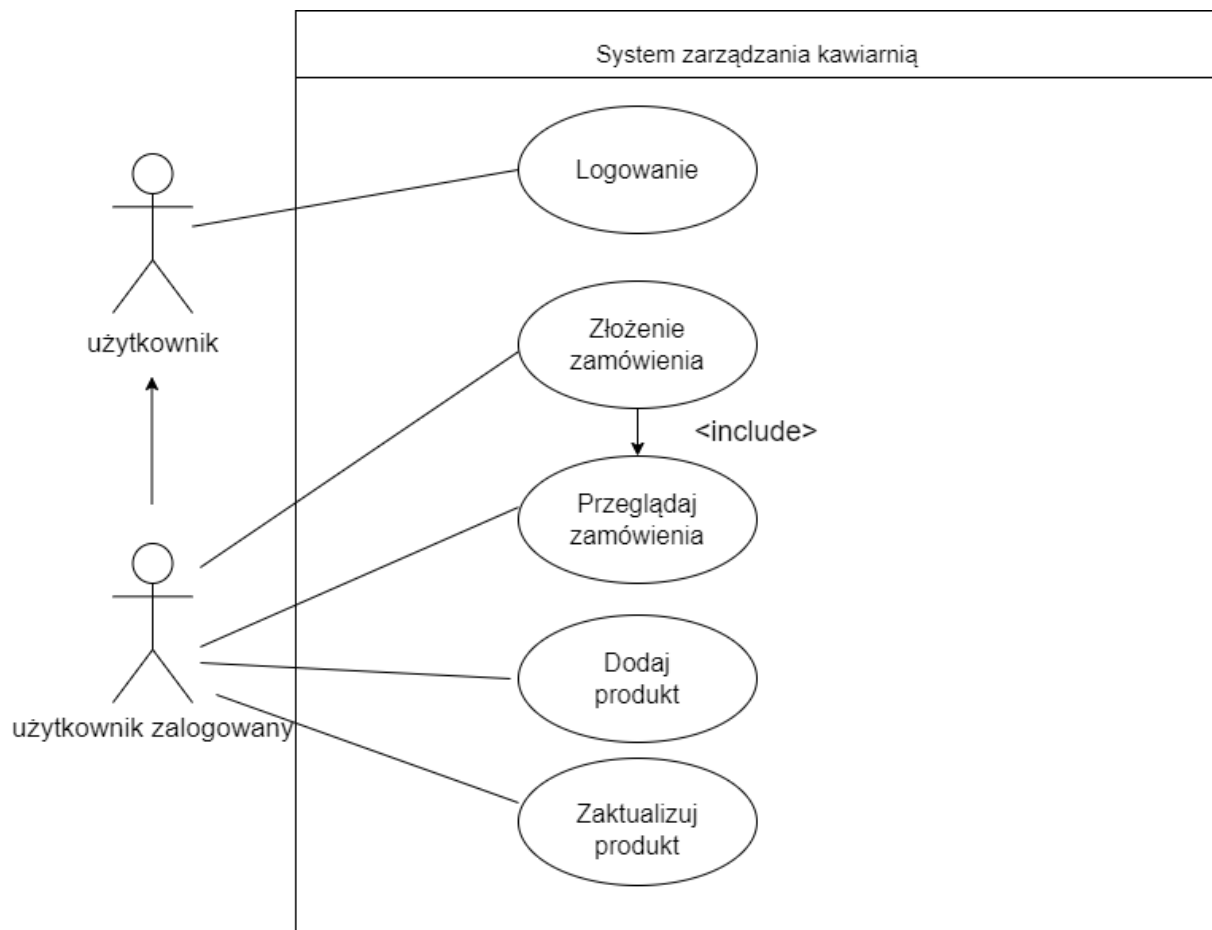 System zarządzania kawiarnią
Logowanie
użytkownik
Złożenie
zamówienia
<include>
Przeglądaj
zamówienia
użytkownik zalogowany
Dodaj
produkt
Zaktualizuj
produkt